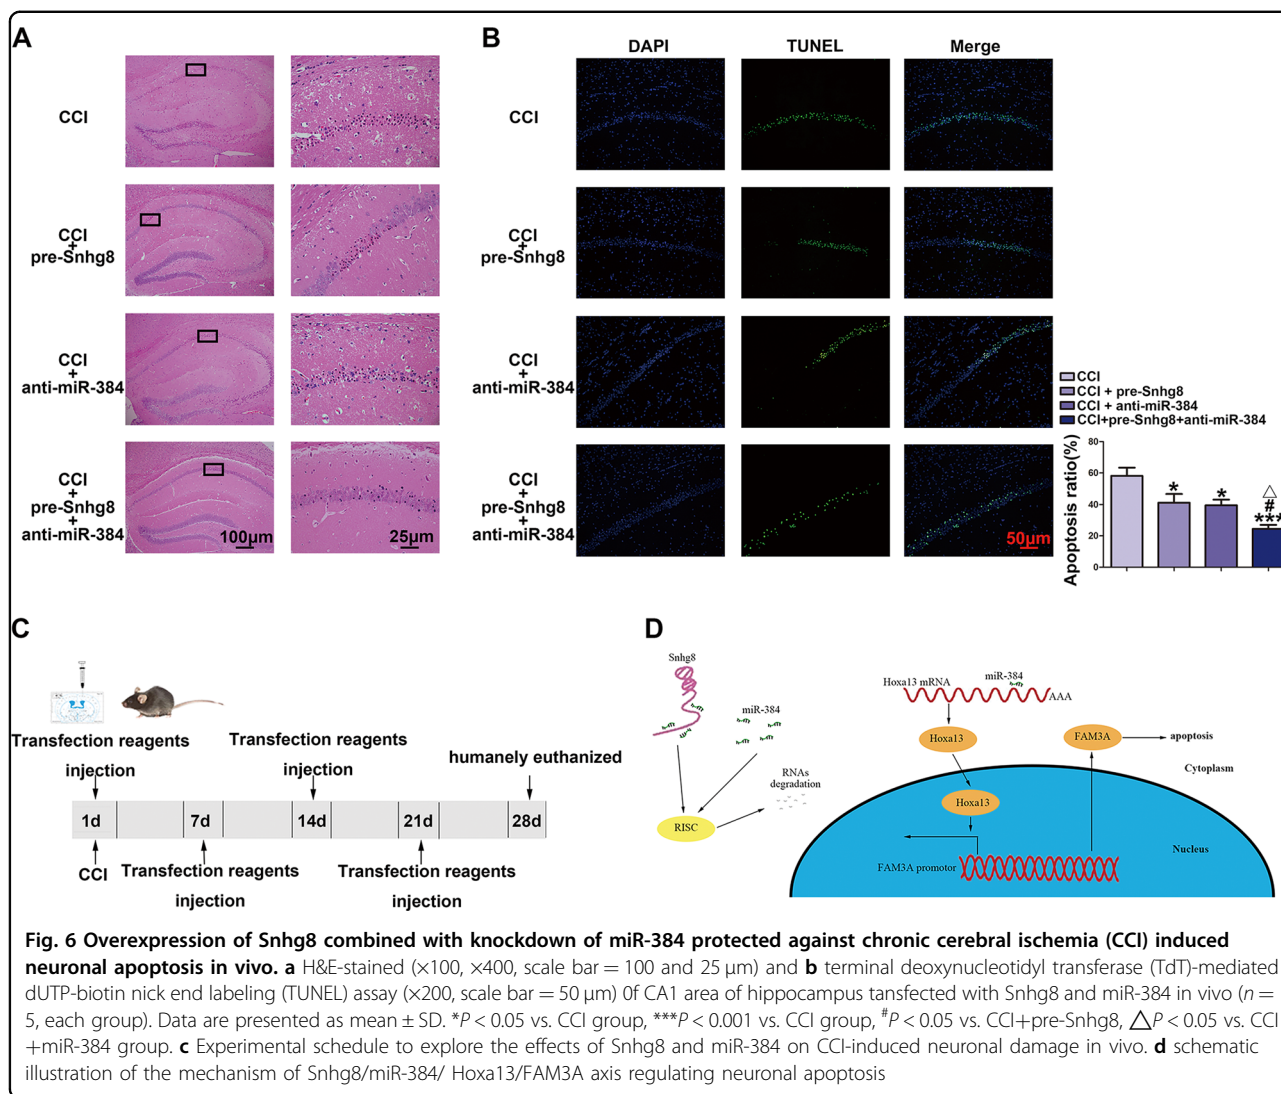 A
CCI
CCI
+
pre-Snhg8
CCI
+
anti-miR-384
CCI
+
pre-Snhg8
+
anti-miR-384
100μm
25μm
B
DAPI
TUNEL
Merge
CCI
CCI
+
pre-Snhg8
CCI
+
anti-miR-384
CCI
+
pre-Snhg8
+
anti-miR-384
50μm
CCI
CCI + pre-Snhg8
CCI + anti-miR-384
CCI+pre-Snhg8+anti-miR-384
Apoptosis ratio(%)
80
60
40
20
0
*
*
△
#
***
C
Transfection reagents
injection
Transfection reagents
injection
humanely euthanized
1d
7d
14d
21d
28d
CCI
Transfection reagents
injection
Transfection reagents
injection
D
Snhg8
miR-384
RISC
RNAs
degradation
Hoxa13 mRNA
miR-384
AAA
Hoxa13
FAM3A
apoptosis
Cytoplasm
Hoxa13
Nucleus
FAM3A promotor
Fig. 6 Overexpression of Snhg8 combined with knockdown of miR-384 protected against chronic cerebral ischemia (CCI) induced
neuronal apoptosis in vivo. a H&E-stained (×100, ×400, scale bar = 100 and 25 μm) and b terminal deoxynucleotidyl transferase (TdT)-mediated
dUTP-biotin nick end labeling (TUNEL) assay (×200, scale bar = 50 μm) 0f CA1 area of hippocampus tansfected with Snhg8 and miR-384 in vivo (n =
5, each group). Data are presented as mean ± SD. *P < 0.05 vs. CCI group, ***P < 0.001 vs. CCI group, #P < 0.05 vs. CCI+pre-Snhg8, △P < 0.05 vs. CCI
+miR-384 group. c Experimental schedule to explore the effects of Snhg8 and miR-384 on CCI-induced neuronal damage in vivo. d schematic
illustration of the mechanism of Snhg8/miR-384/ Hoxa13/FAM3A axis regulating neuronal apoptosis